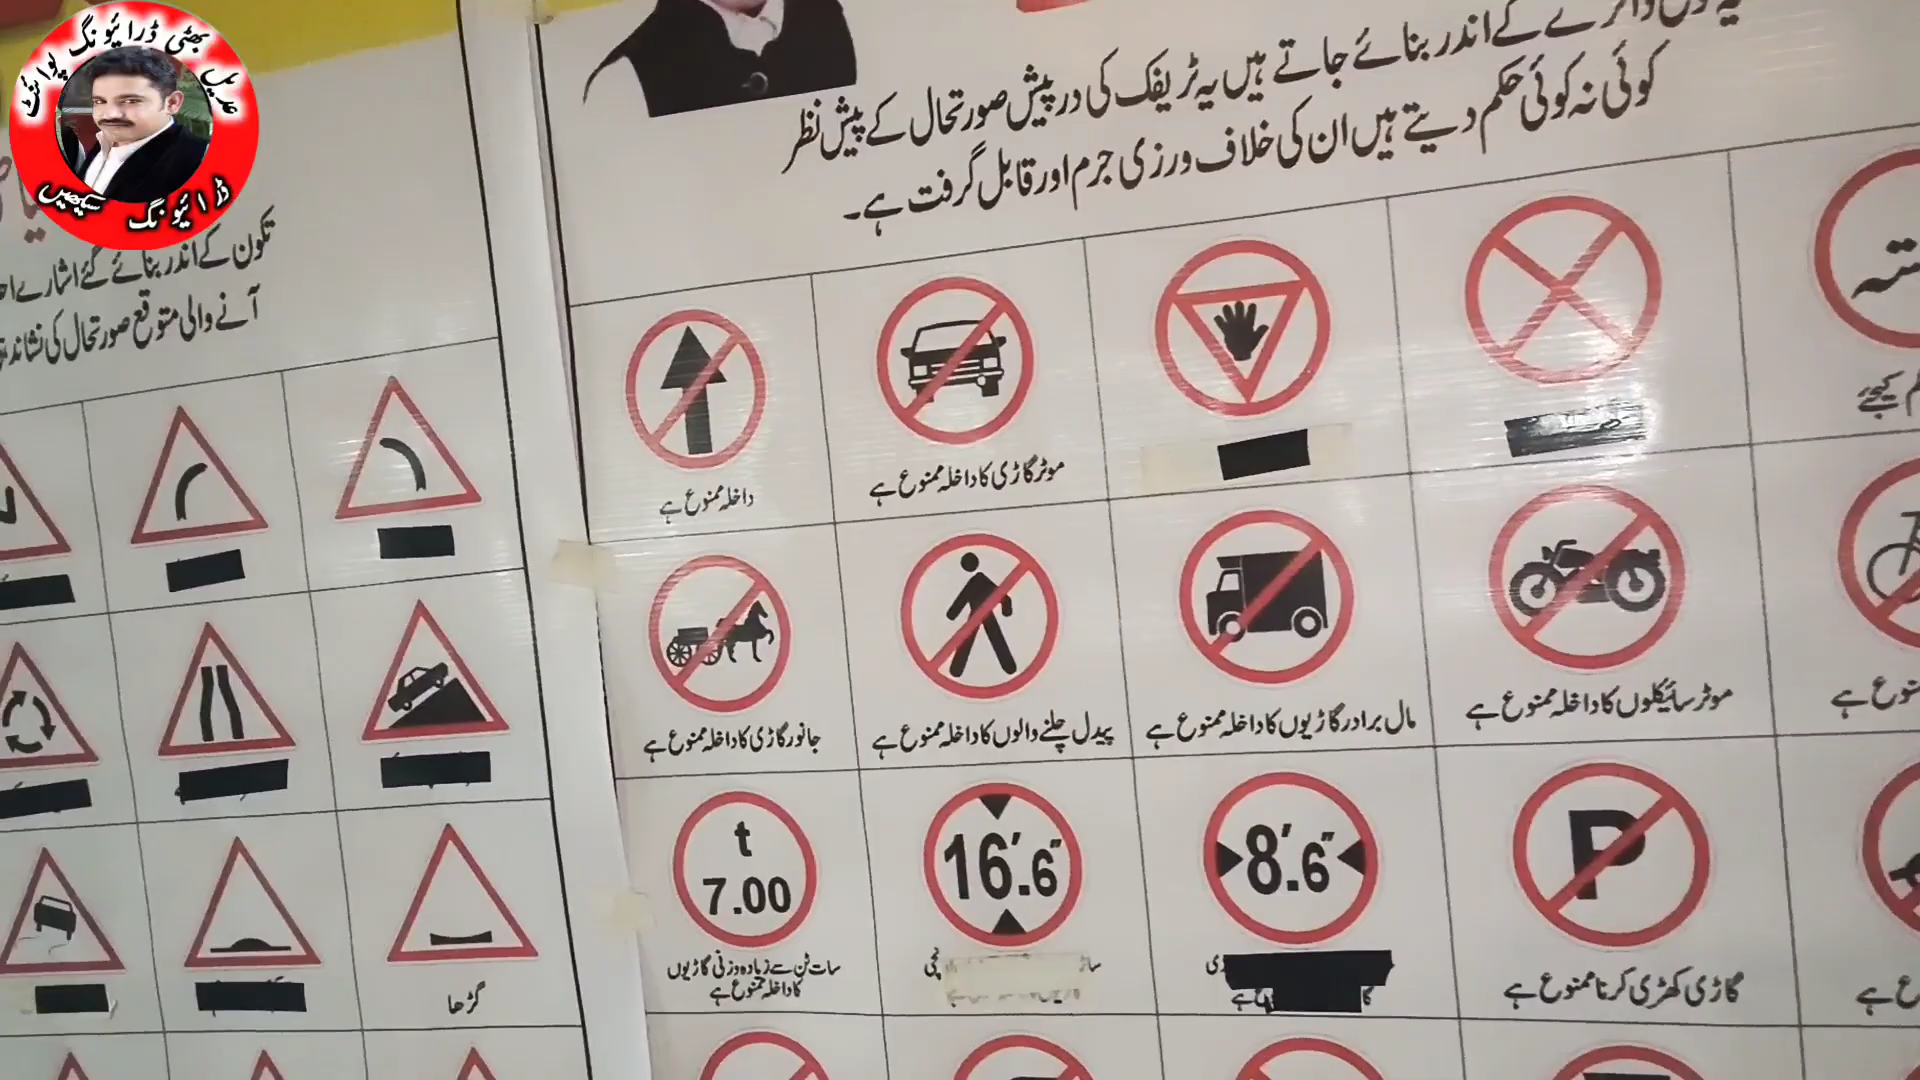 عدیل بھٹی ڈرائیونگ پوائنٹ
ڈرائیونگ سیکھیں
کے اندر بنائے جاتے ہیں یہ ٹریفک کی درپیش صورتحال کے پیش نظر
کوئی نہ کوئی حکم دیتے ہیں ان کی خلاف ورزی جرم اور قابل گرفت ہے۔
تکون کے اندر بنائے گئے اشارے
آنے والی متوقع صورتحال کی
داخلہ ممنوع ہے
موٹر گاڑی کا داخلہ ممنوع ہے
جانور گاڑی کا داخلہ ممنوع ہے
پیدل چلنے والوں کا داخلہ ممنوع ہے
مال بردار گاڑیوں کا داخلہ ممنوع ہے
موٹر سائیکلوں کا داخلہ ممنوع ہے
ہے
t
7.00
16'.6"
8'.6"
P
سات ٹن سے زیادہ وزنی گاڑیوں
کا داخلہ ممنوع ہے
گاڑی کھڑی کرنا ممنوع ہے
گڑھا